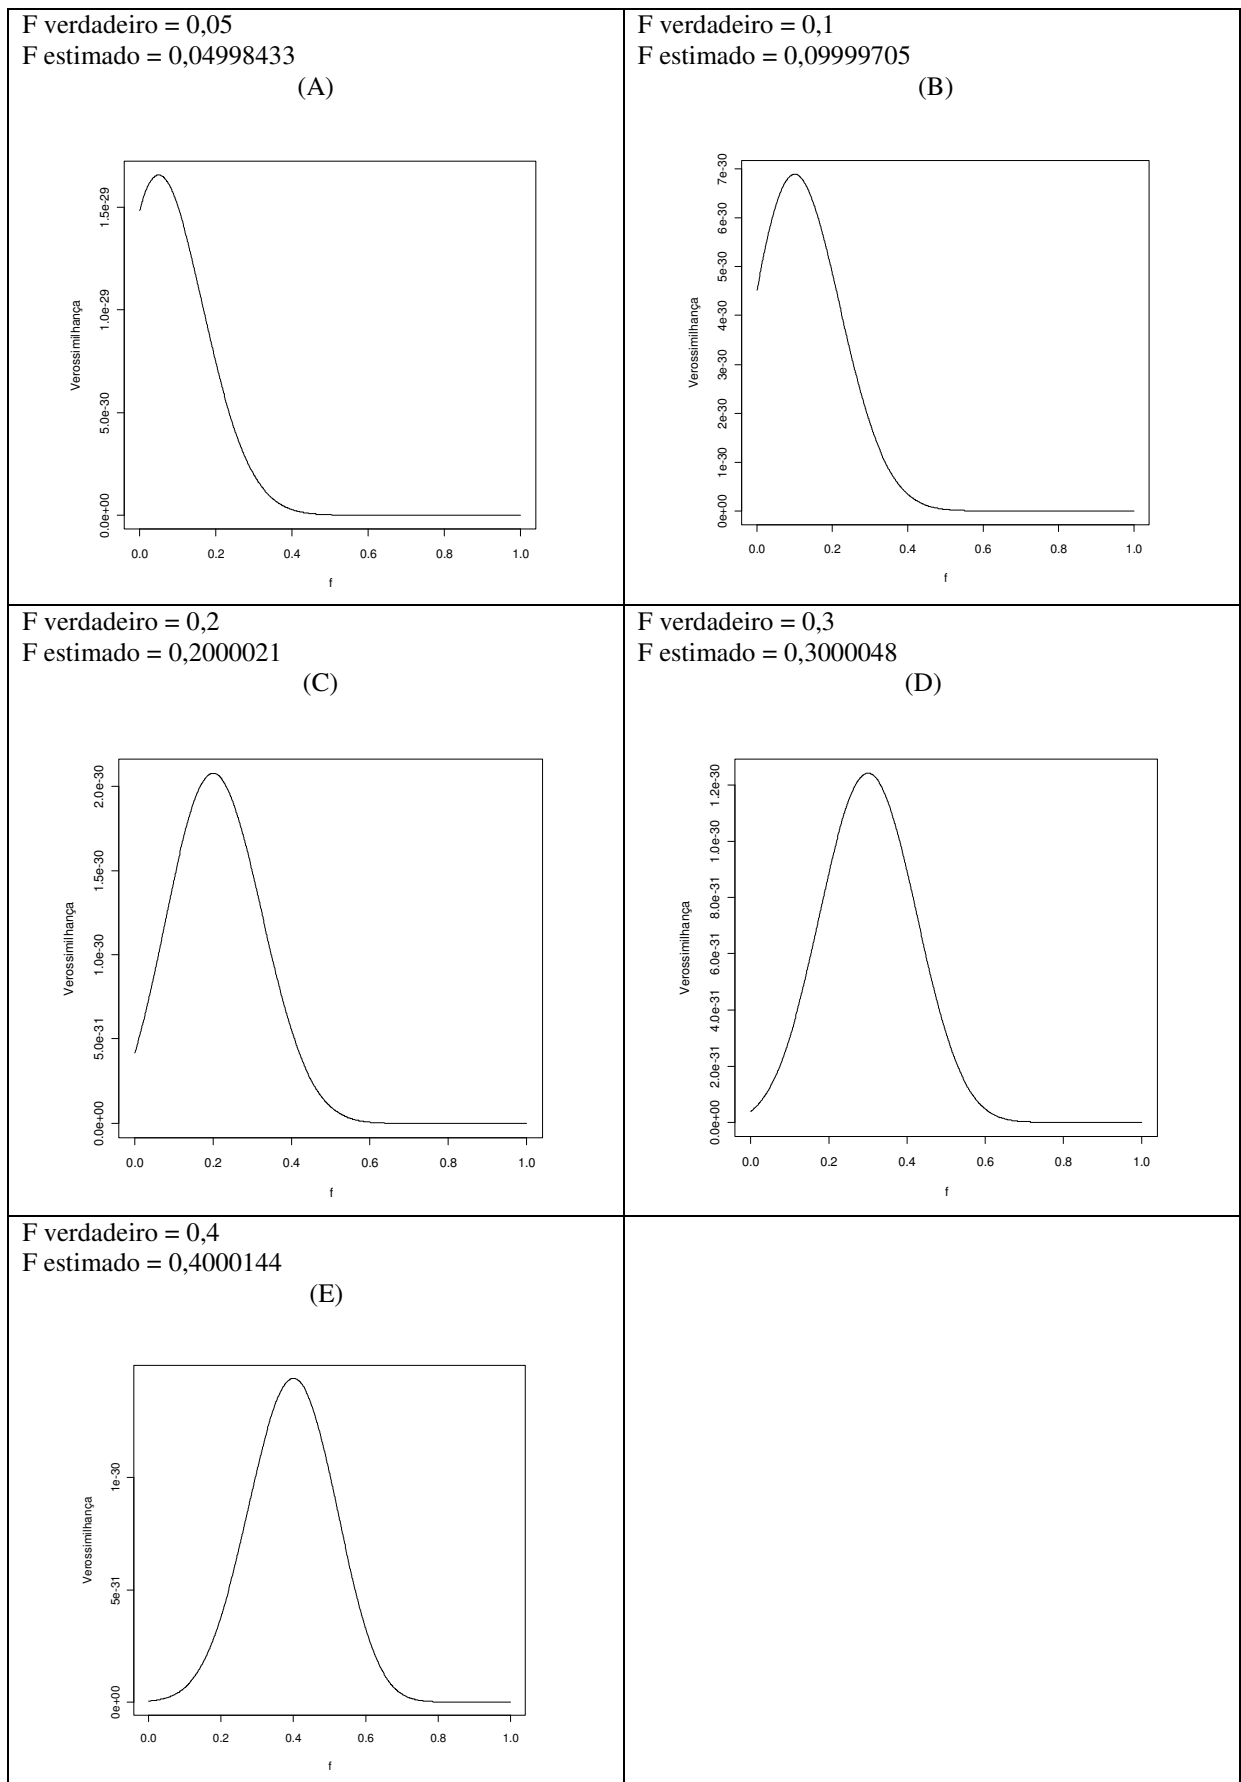 F verdadeiro = 0,05
F estimado = 0,04998433
(A)
Verossimilhança
0.0e+00 5.0e-30 1.0e-29 1.5e-29
0.0 0.2 0.4 0.6 0.8 1.0
f
F verdadeiro = 0,1
F estimado = 0,09999705
(B)
Verossimilhança
0e+00 1e-30 2e-30 3e-30 4e-30 5e-30 6e-30 7e-30
0.0 0.2 0.4 0.6 0.8 1.0
f
F verdadeiro = 0,2
F estimado = 0,2000021
(C)
Verossimilhança
0.0e+00 5.0e-31 1.0e-30 1.5e-30 2.0e-30
0.0 0.2 0.4 0.6 0.8 1.0
f
F verdadeiro = 0,3
F estimado = 0,3000048
(D)
Verossimilhança
0.0e+00 2.0e-31 4.0e-31 6.0e-31 8.0e-31 1.0e-30 1.2e-30
0.0 0.2 0.4 0.6 0.8 1.0
f
F verdadeiro = 0,4
F estimado = 0,4000144
(E)
Verossimilhança
0e+00 5e-31 1e-30
0.0 0.2 0.4 0.6 0.8 1.0
f